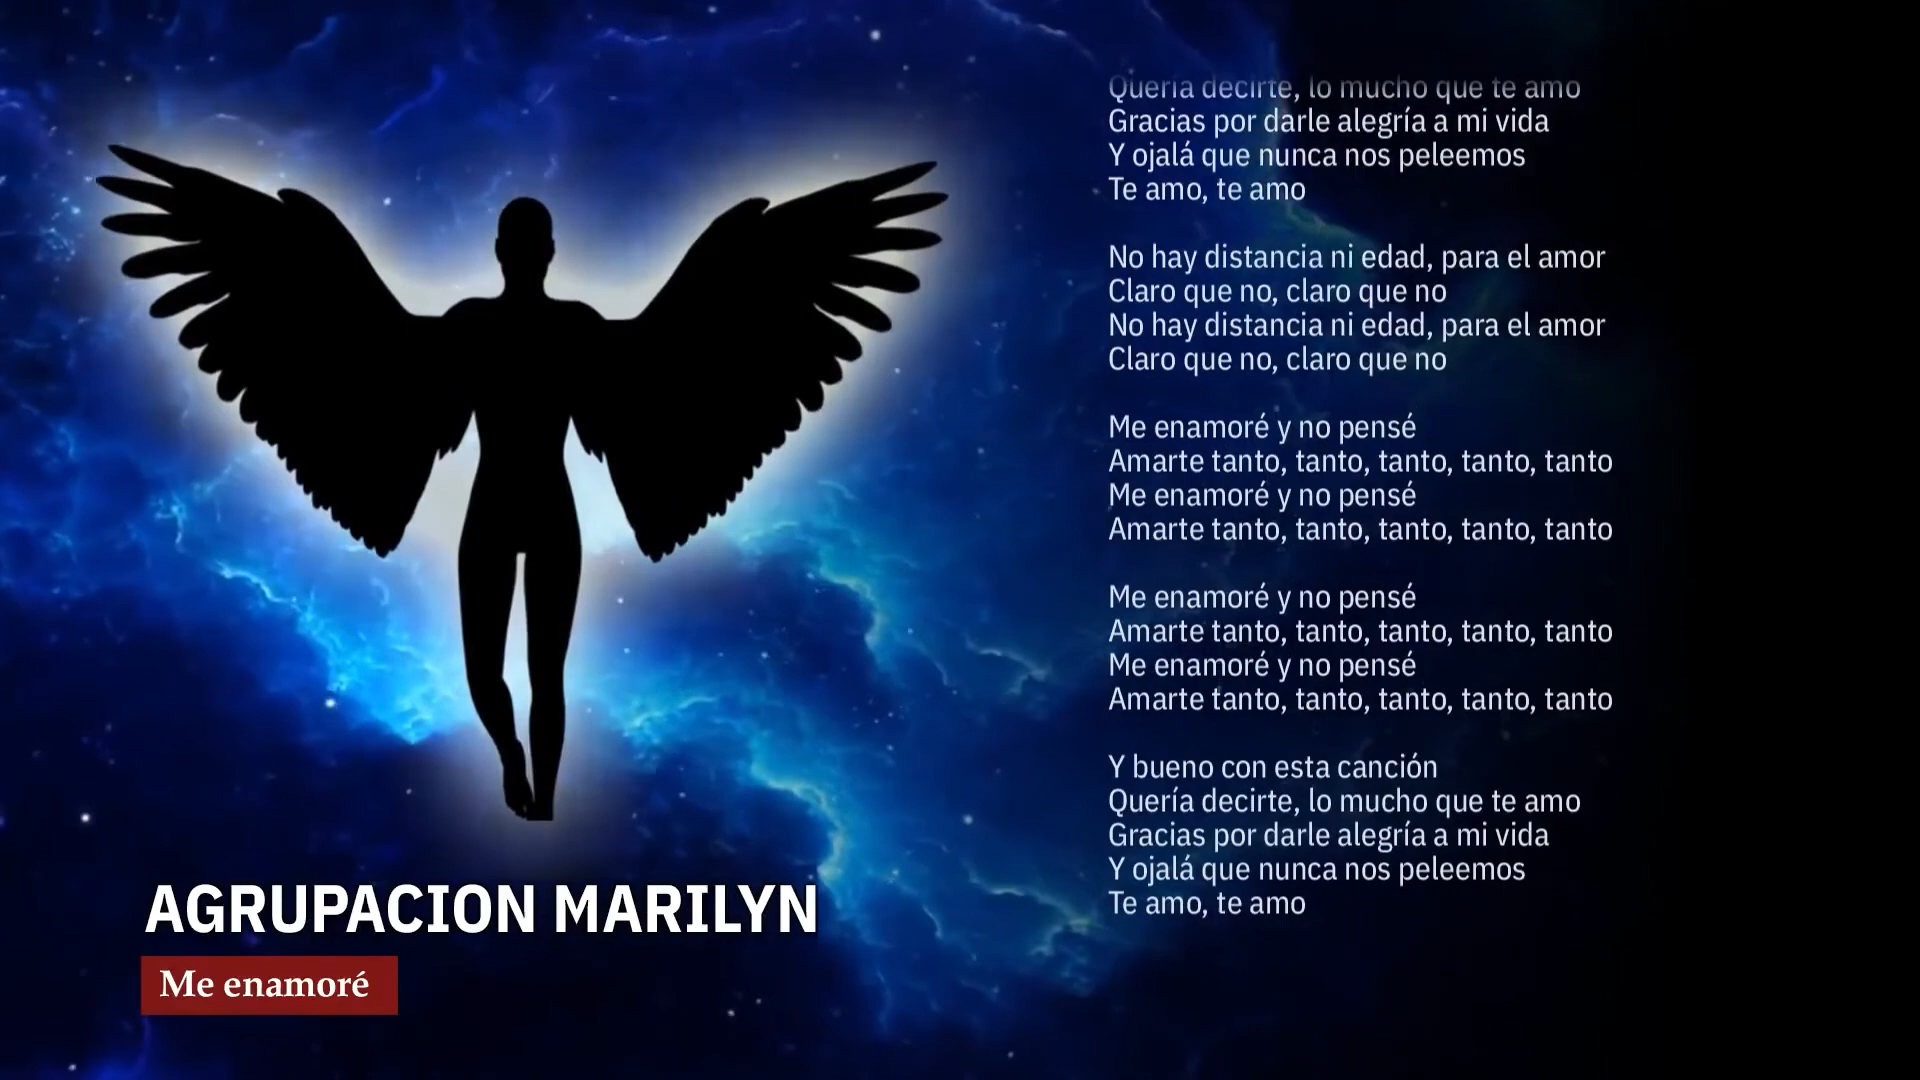 Quería decirte, lo mucho que te amo
Gracias por darle alegría a mi vida
Y ojalá que nunca nos peleemos
Te amo, te amo
No hay distancia ni edad, para el amor
Claro que no, claro que no
No hay distancia ni edad, para el amor
Claro que no, claro que no
Me enamoré y no pensé
Amarte tanto, tanto, tanto, tanto, tanto
Me enamoré y no pensé
Amarte tanto, tanto, tanto, tanto, tanto
Me enamoré y no pensé
Amarte tanto, tanto, tanto, tanto, tanto
Me enamoré y no pensé
Amarte tanto, tanto, tanto, tanto, tanto
Y bueno con esta canción
Quería decirte, lo mucho que te amo
Gracias por darle alegría a mi vida
Y ojalá que nunca nos peleemos
Te amo, te amo
AGRUPACION MARILYN
Me enamoré